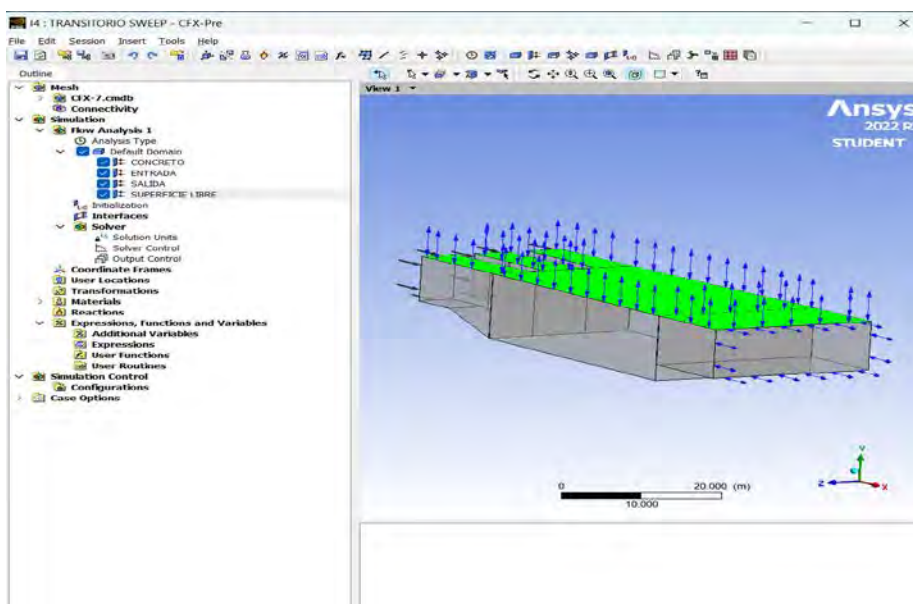 I4 : TRANSITORIO SWEEP - CFX-Pre
File Edit Session Insert Tools Help
Outline
Mesh
CFX-7.cmdb
Connectivity
Simulation
Flow Analysis 1
Analysis Type
Default Domain
CONCRETO
ENTRADA
SALIDA
SUPERFICIE LIBRE
Initialization
Interfaces
Solver
Solution Units
Solver Control
Output Control
Coordinate Frames
User Locations
Transformations
Materials
Reactions
Expressions, Functions and Variables
Additional Variables
Expressions
User Functions
User Routines
Simulation Control
Configurations
Case Options
View 1
Ansys
2022 R
STUDENT
0 20.000 (m)
10.000
Y
Z X